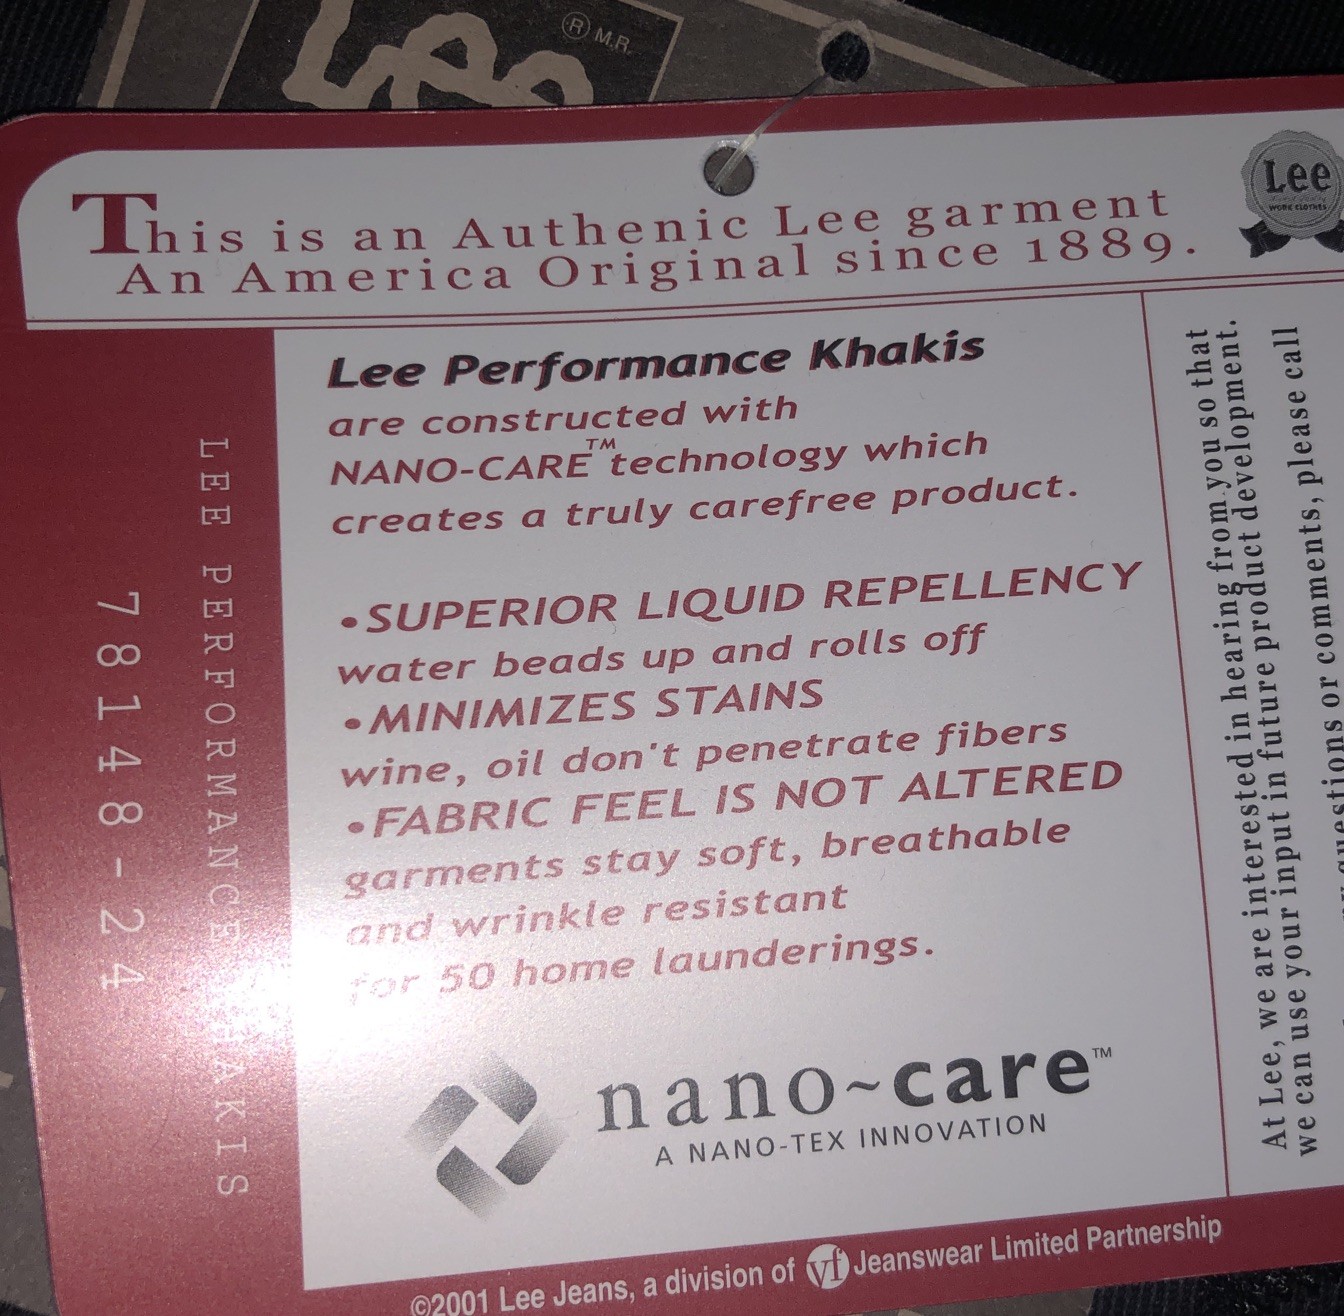 Lee
® M.R.
This is an Authenic Lee garment
An America Original since 1889.
Lee
WORK CLOTHES
LEE PERFORMANCE KHAKIS
78148-24
Lee Performance Khakis
are constructed with
NANO-CARE™ technology which
creates a truly carefree product.
•SUPERIOR LIQUID REPELLENCY
water beads up and rolls off
•MINIMIZES STAINS
wine, oil don't penetrate fibers
•FABRIC FEEL IS NOT ALTERED
garments stay soft, breathable
and wrinkle resistant
for 50 home launderings.
nano~care™
A NANO-TEX INNOVATION
At Lee, we are interested in hearing from you so that
we can use your input in future product development.
questions or comments, please call
©2001 Lee Jeans, a division of vf Jeanswear Limited Partnership